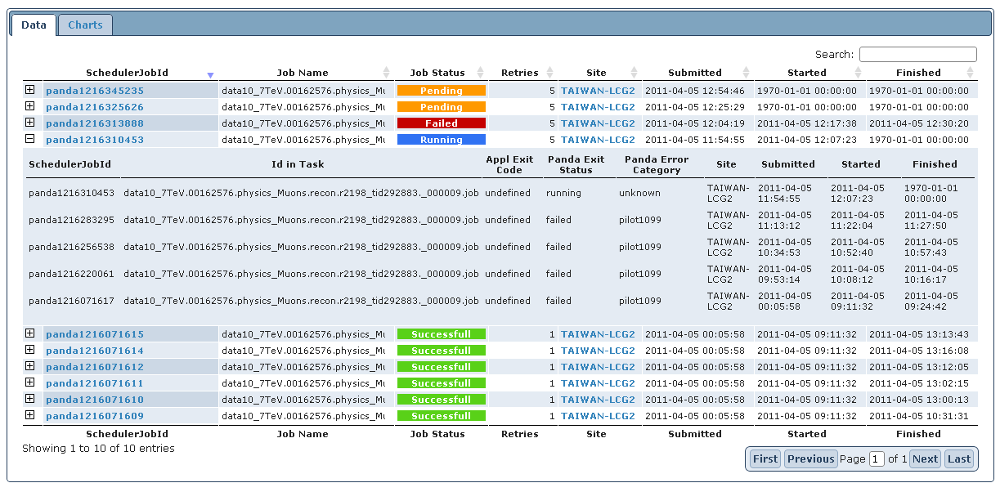 Data Charts
Search:
SchedulerJobId Job Name Job Status Retries Site Submitted Started Finished
panda1216345235 data10_7TeV.00162576.physics_Mu Pending 5 TAIWAN-LCG2 2011-04-05 12:54:46 1970-01-01 00:00:00 1970-01-01 00:00:00
panda1216325626 data10_7TeV.00162576.physics_Mu Pending 5 TAIWAN-LCG2 2011-04-05 12:25:29 1970-01-01 00:00:00 1970-01-01 00:00:00
panda1216313888 data10_7TeV.00162576.physics_Mu Failed 5 TAIWAN-LCG2 2011-04-05 12:04:19 2011-04-05 12:17:38 2011-04-05 12:30:20
panda1216310453 data10_7TeV.00162576.physics_Mu Running 5 TAIWAN-LCG2 2011-04-05 11:54:55 2011-04-05 12:07:23 1970-01-01 00:00:00
SchedulerJobId Id in Task Appl Exit Code Panda Exit Status Panda Error Category Site Submitted Started Finished
panda1216310453 data10_7TeV.00162576.physics_Muons.recon.r2198_tid292883._000009.job undefined running unknown TAIWAN-LCG2 2011-04-05 11:54:55 2011-04-05 12:07:23 1970-01-01 00:00:00
panda1216283295 data10_7TeV.00162576.physics_Muons.recon.r2198_tid292883._000009.job undefined failed pilot1099 TAIWAN-LCG2 2011-04-05 11:13:12 2011-04-05 11:22:04 2011-04-05 11:27:50
panda1216256538 data10_7TeV.00162576.physics_Muons.recon.r2198_tid292883._000009.job undefined failed pilot1099 TAIWAN-LCG2 2011-04-05 10:34:53 2011-04-05 10:52:40 2011-04-05 10:57:43
panda1216220061 data10_7TeV.00162576.physics_Muons.recon.r2198_tid292883._000009.job undefined failed pilot1099 TAIWAN-LCG2 2011-04-05 09:53:14 2011-04-05 10:08:12 2011-04-05 10:16:17
panda1216071617 data10_7TeV.00162576.physics_Muons.recon.r2198_tid292883._000009.job undefined failed pilot1099 TAIWAN-LCG2 2011-04-05 00:05:58 2011-04-05 09:11:32 2011-04-05 09:24:42
panda1216071615 data10_7TeV.00162576.physics_Mu Successfull 1 TAIWAN-LCG2 2011-04-05 00:05:58 2011-04-05 09:11:32 2011-04-05 13:13:43
panda1216071614 data10_7TeV.00162576.physics_Mu Successfull 1 TAIWAN-LCG2 2011-04-05 00:05:58 2011-04-05 09:11:32 2011-04-05 13:16:08
panda1216071612 data10_7TeV.00162576.physics_Mu Successfull 1 TAIWAN-LCG2 2011-04-05 00:05:58 2011-04-05 09:11:32 2011-04-05 13:12:05
panda1216071611 data10_7TeV.00162576.physics_Mu Successfull 1 TAIWAN-LCG2 2011-04-05 00:05:58 2011-04-05 09:11:32 2011-04-05 13:02:15
panda1216071610 data10_7TeV.00162576.physics_Mu Successfull 1 TAIWAN-LCG2 2011-04-05 00:05:58 2011-04-05 09:11:32 2011-04-05 13:00:13
panda1216071609 data10_7TeV.00162576.physics_Mu Successfull 1 TAIWAN-LCG2 2011-04-05 00:05:58 2011-04-05 09:11:32 2011-04-05 10:31:31
SchedulerJobId Job Name Job Status Retries Site Submitted Started Finished
Showing 1 to 10 of 10 entries
First Previous Page 1 of 1 Next Last